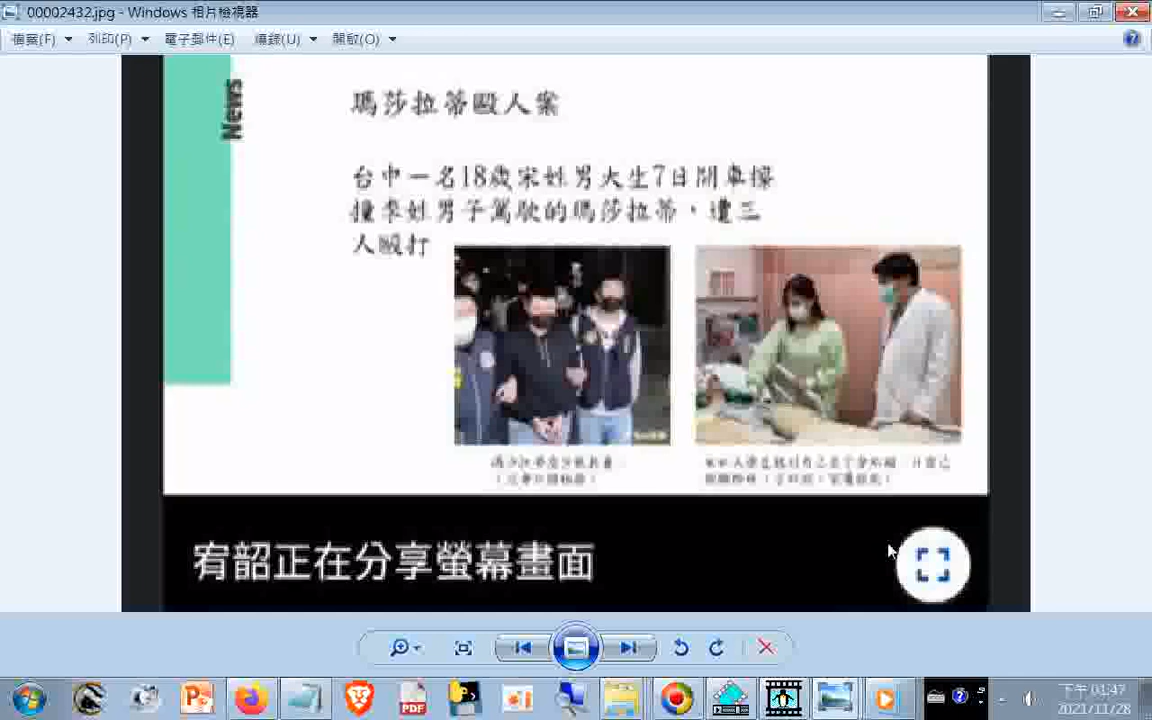 00002432.jpg - Windows 相片檢視器
檔案(F) 列印(P) 電子郵件(E) 燒錄(U) 開啟(O)
News
瑪莎拉蒂毆人案
台中一名18歲宋姓男大生7日開車擦
撞李姓男子駕駛的瑪莎拉蒂，遭三
人毆打
宥韶正在分享螢幕畫面
PDF
下午 01:47
2021/11/28